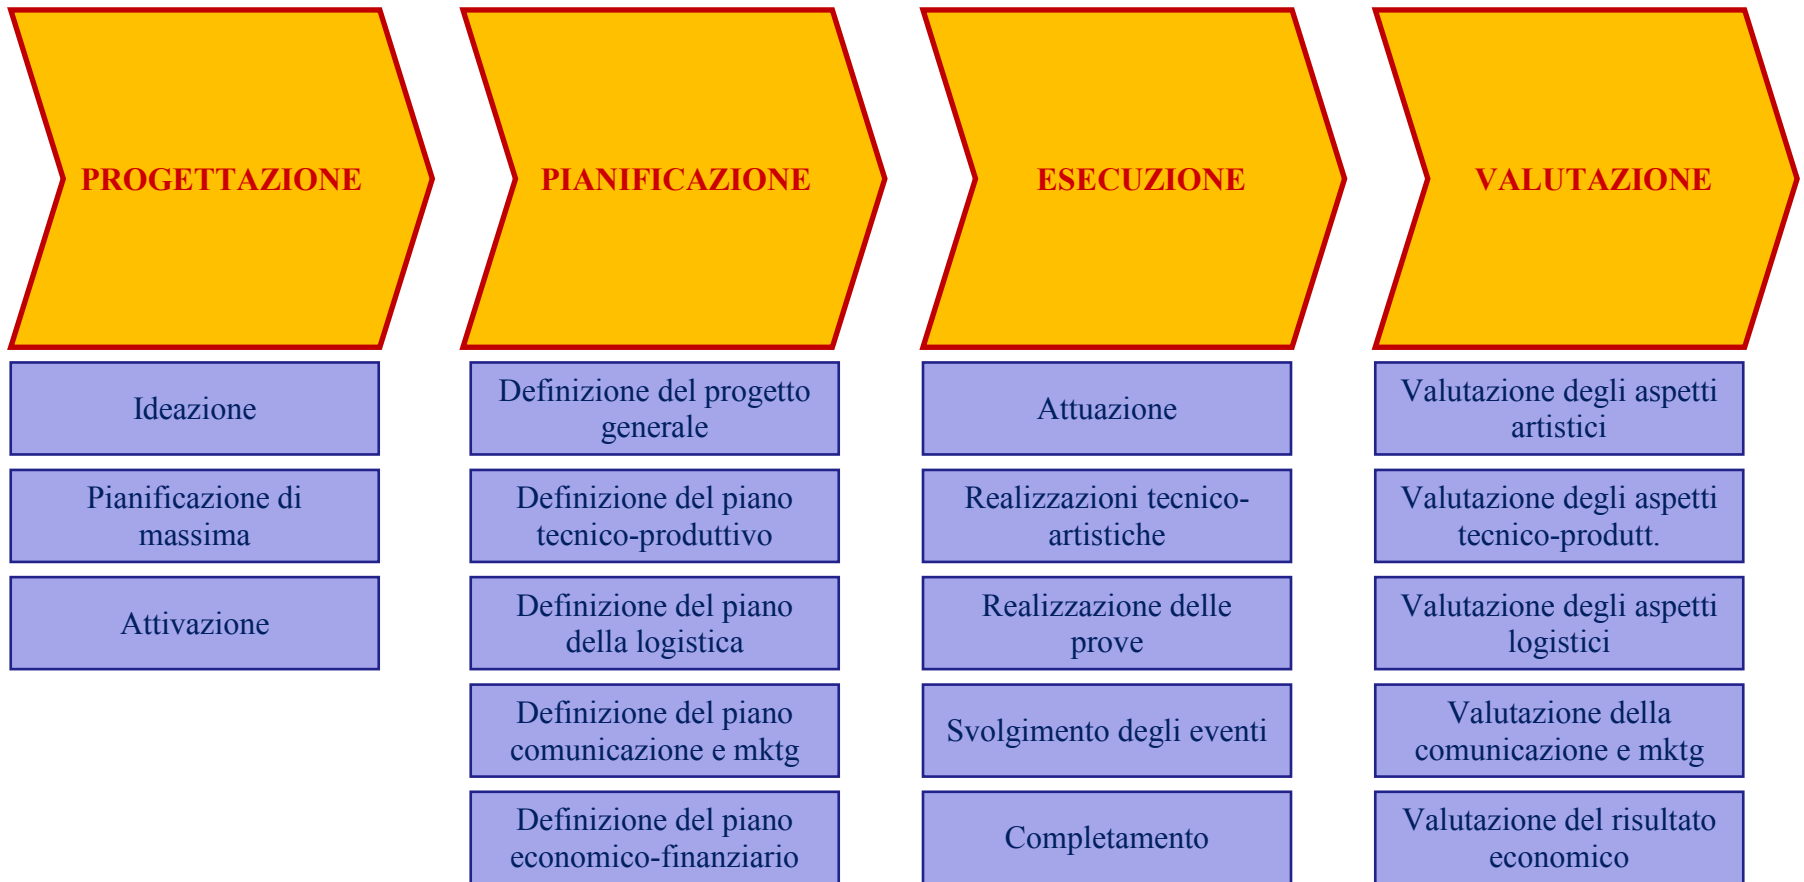 PROGETTAZIONE
PIANIFICAZIONE
ESECUZIONE
VALUTAZIONE
Ideazione
Pianificazione di
massima
Attivazione
Definizione del progetto
generale
Definizione del piano
tecnico-produttivo
Definizione del piano
della logistica
Definizione del piano
comunicazione e mktg
Definizione del piano
economico-finanziario
Attuazione
Realizzazioni tecnico-
artistiche
Realizzazione delle
prove
Svolgimento degli eventi
Completamento
Valutazione degli aspetti
artistici
Valutazione degli aspetti
tecnico-produtt.
Valutazione degli aspetti
logistici
Valutazione della
comunicazione e mktg
Valutazione del risultato
economico